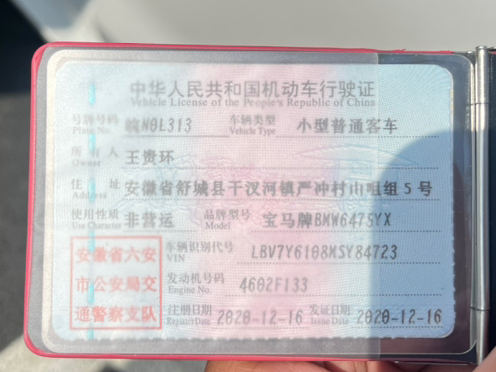 中华人民共和国机动车行驶证
Vehicle License of the People's Republic of China
号牌号码 Plate No. 皖N0L313 车辆类型 Vehicle Type 小型普通客车
所有人 Owner 王贵环
住址 Address 安徽省舒城县干汊河镇严冲村山咀组5号
使用性质 Use Character 非营运 品牌型号 Model 宝马牌BMW6475YX
安徽省六安市公安局交通警察支队
车辆识别代号 VIN LBV7Y6108MSY84723
发动机号码 Engine No. 4602F133
注册日期 Register Date 2020-12-16 发证日期 Issue Date 2020-12-16